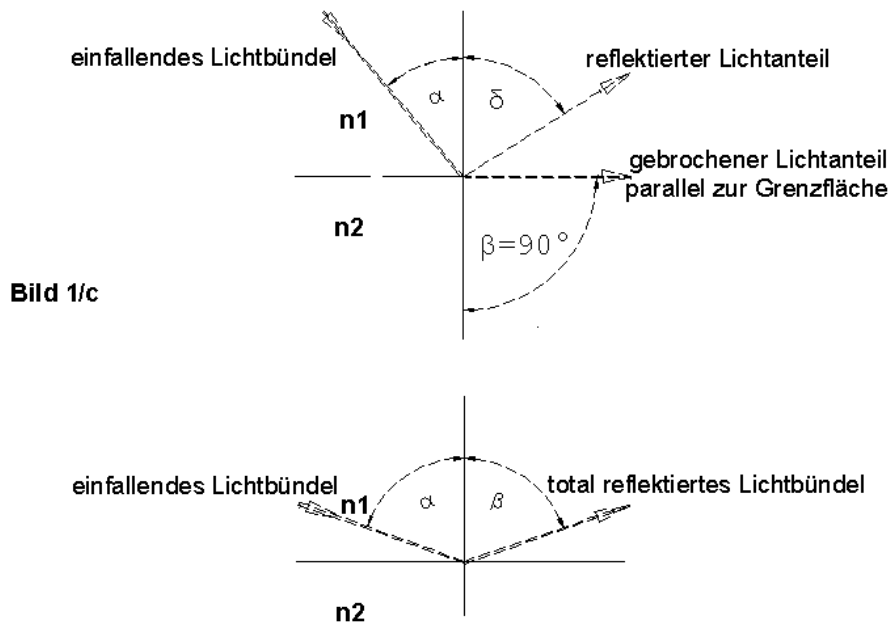 einfallendes Lichtbündel
reflektierter Lichtanteil
α
δ
n1
gebrochener Lichtanteil
parallel zur Grenzfläche
n2
β=90°
Bild 1/c
einfallendes Lichtbündel
n1
α
β
total reflektiertes Lichtbündel
n2